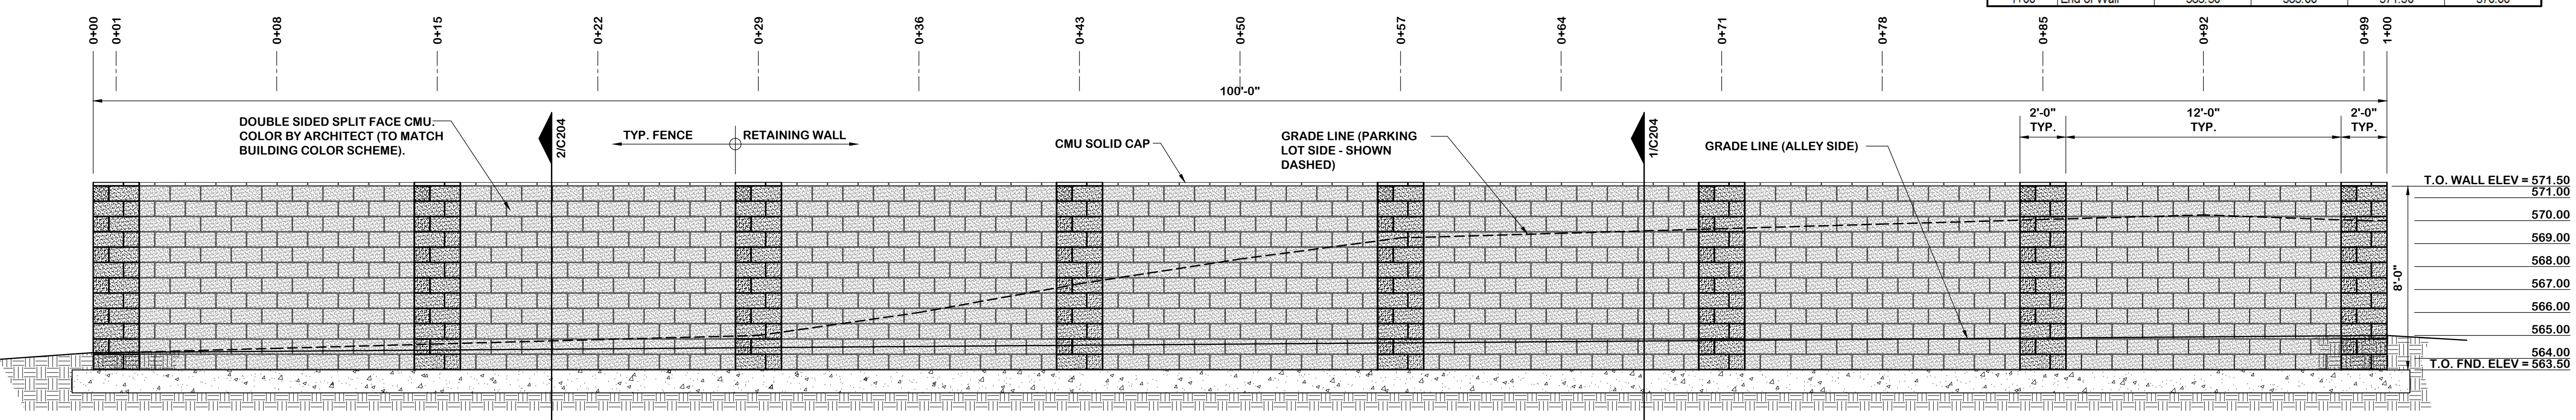 End of Wall
0+00
0+01
0+08
0+15
0+22
0+29
0+36
0+43
0+50
0+57
0+64
0+71
0+78
0+85
0+92
0+99
1+00
100'-0"
DOUBLE SIDED SPLIT FACE CMU.
COLOR BY ARCHITECT (TO MATCH
BUILDING COLOR SCHEME).
2/C204
TYP. FENCE
RETAINING WALL
CMU SOLID CAP
GRADE LINE (PARKING
LOT SIDE - SHOWN
DASHED)
1/C204
GRADE LINE (ALLEY SIDE)
2'-0"
TYP.
12'-0"
TYP.
2'-0"
TYP.
T.O. WALL ELEV = 571.50
571.00
570.00
569.00
568.00
567.00
566.00
565.00
564.00
T.O. FND. ELEV = 563.50
8'-0"